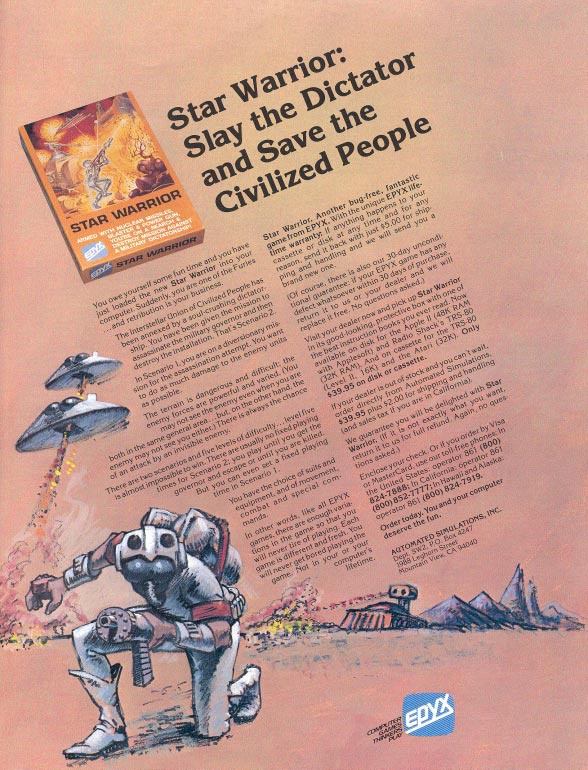 Star Warrior:
Slay the Dictator
and Save the
Civilized People
STAR WARRIOR
ARMED WITH NUCLEAR MISSILES,
BLASTER & POWER GUN,
YOU'RE ON A SEARCH &
DESTROY MISSION AGAINST
A MILITARY DICTATORSHIP!
EPYX
EPYX STAR WARRIOR
You owe yourself some fun time and you have
just loaded the new Star Warrior into your
computer. Suddenly, you are one of the Furies
... and retribution is your business.
The Interstellar Union of Civilized People has
been annexed by a soul-crushing dictator-
ship. You have been given the mission to
assassinate the military governor and then
destroy the installation. That's Scenario 2.
In Scenario 1, you are on a diversionary mis-
sion for the assassination attempt. You want
to do as much damage to the enemy units
as possible.
The terrain is dangerous and difficult; the
enemy forces are powerful and varied. (You
may not see the enemy even when you are
both in the same general area ... but, on the other hand, the
enemy may not see you either.) There is always the chance
of an attack by an invisible enemy.
There are two scenarios and five levels of difficulty... level five
is almost impossible to win. There are usually no fixed playing
times for Scenario 2; you play until you get the
governor and escape or until you are killed.
But you can even set a fixed playing
time in Scenario 1.
You have the choice of suits and
equipment, and of movement,
combat and special com-
mands.
In other words, like all EPYX
games, there are enough varia-
tions in the game so that you
will never tire of playing. Each
game is different and fresh. You
will never get bored playing the
game. Not in your or your
computer's
lifetime.
Star Warrior. Another bug-free, fantastic
game from EPYX. With the unique EPYX life-
time warranty: If anything happens to your
cassette or disk at any time and for any
reason, send it back with just $5.00 for ship-
ping and handling and we will send you a
brand new one.
(Of course, there is also our 30-day uncondi-
tional guarantee: If your EPYX game has any
defect whatsoever within 30 days of purchase,
return it to us or your dealer, and we will
replace it free. No questions asked.)
Visit your dealer now and pick up Star Warrior
in its good-looking, protective box with one of
the best instruction books you ever read. Now
available on disk for the Apple II (48K RAM
with Applesoft) and Radio Shack's TRS-80
(32K RAM). And on cassette for the TRS-80
(Level II, 16K) and the Atari (32K). Only
$39.95 on disk or cassette.
If your dealer is out of stock and you can't wait,
order directly from Automated Simulations,
$39.95 plus $2.00 for shipping and handling
and sales tax if you are in California).
We guarantee you will be delighted with Star
Warrior. (If it is not exactly what you want,
return it to us for full refund. Again, no ques-
tions asked.)
Enclose your check. Or if you order by Visa
or MasterCard, use our toll-free phones: in
the United States, operator 861 (800)
824-7888; In California, operator 861
(800) 852-7777; in Hawaii and Alaska:
operator 861 (800) 824-7919.
Order today. You and your computer
deserve the fun.
AUTOMATED SIMULATIONS, INC.
Dept. SW2, P.O. Box 4247
1988 Leghorn Street
Mountain View, CA 94040
COMPUTER
GAMES
THINKERS
PLAY
EPYX